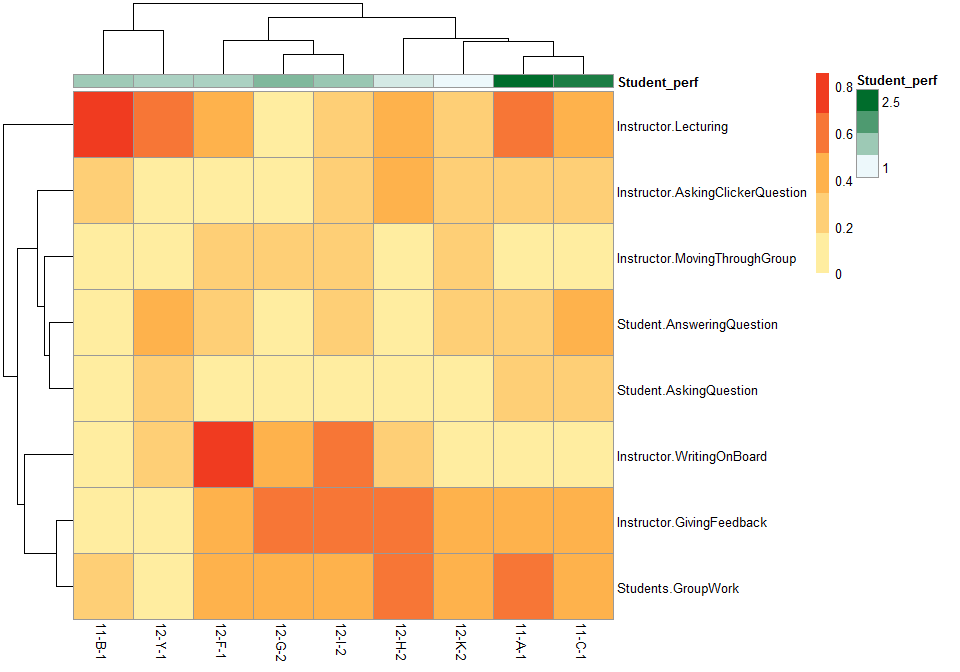 Student_perf
Instructor.Lecturing
Instructor.AskingClickerQuestion
Instructor.MovingThroughGroup
Student.AnsweringQuestion
Student.AskingQuestion
Instructor.WritingOnBoard
Instructor.GivingFeedback
Students.GroupWork
11-B-1
12-Y-1
12-F-1
12-G-2
12-I-2
12-H-2
12-K-2
11-A-1
11-C-1
0.8
0.6
0.4
0.2
0
Student_perf
2.5
1